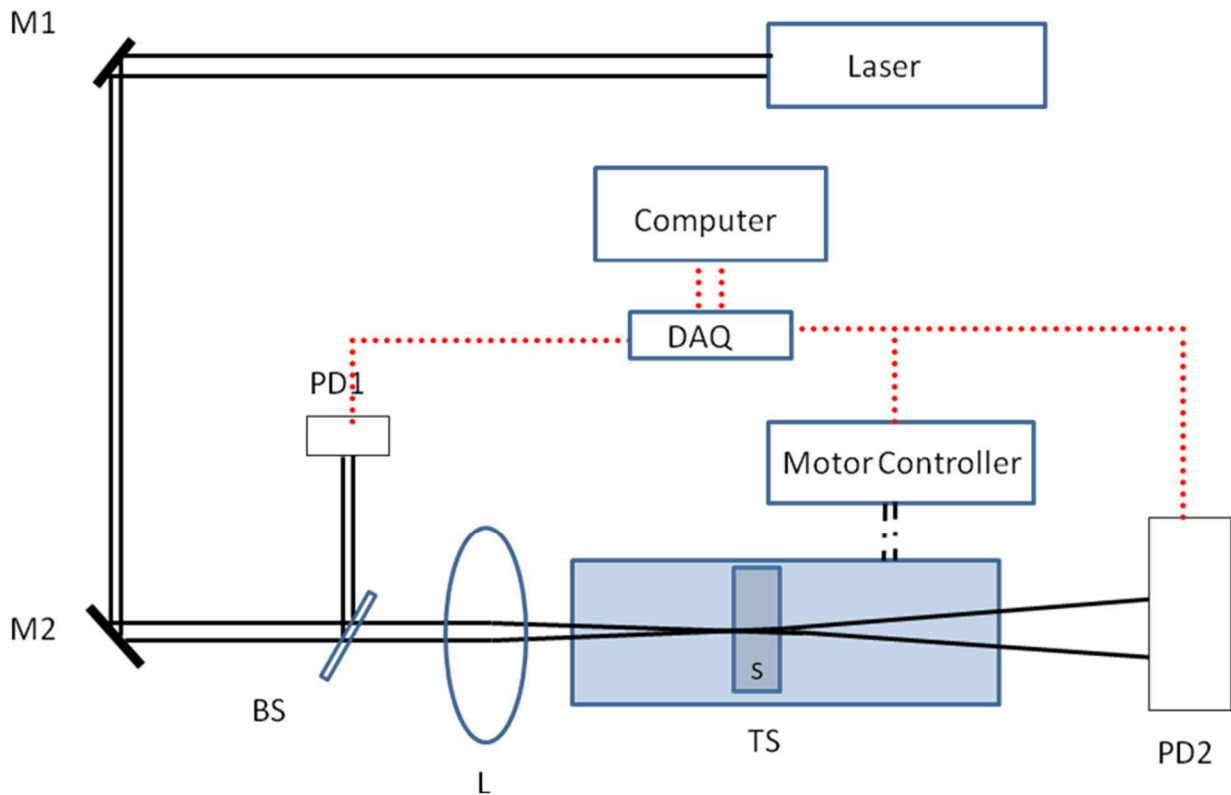 M1
Laser
Computer
DAQ
PD1
Motor Controller
M2
S
BS
TS
PD2
L